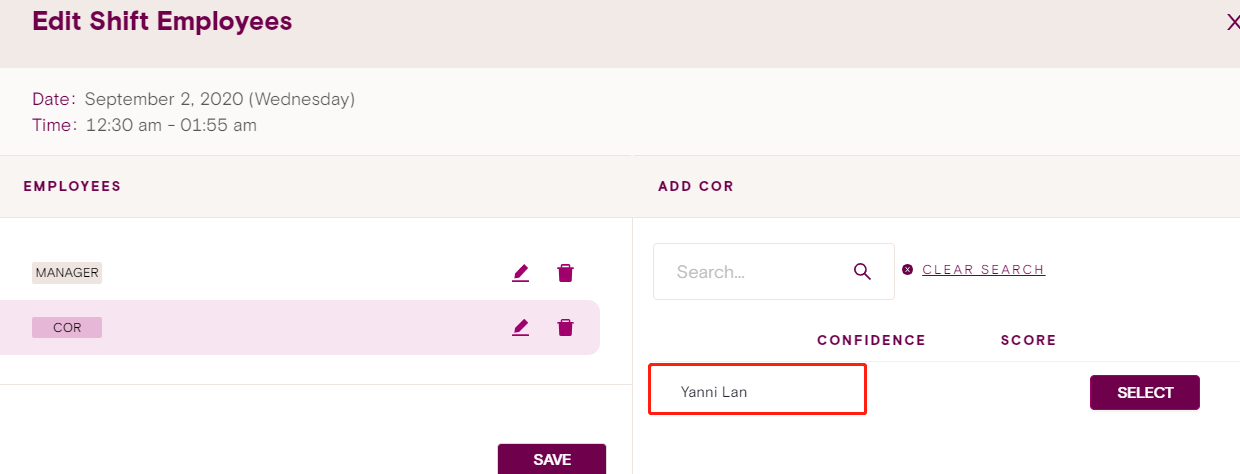 Edit Shift Employees
X
Date: September 2, 2020 (Wednesday)
Time: 12:30 am - 01:55 am
EMPLOYEES
ADD COR
MANAGER
COR
SAVE
Search...
CLEAR SEARCH
CONFIDENCE SCORE
Yanni Lan
SELECT